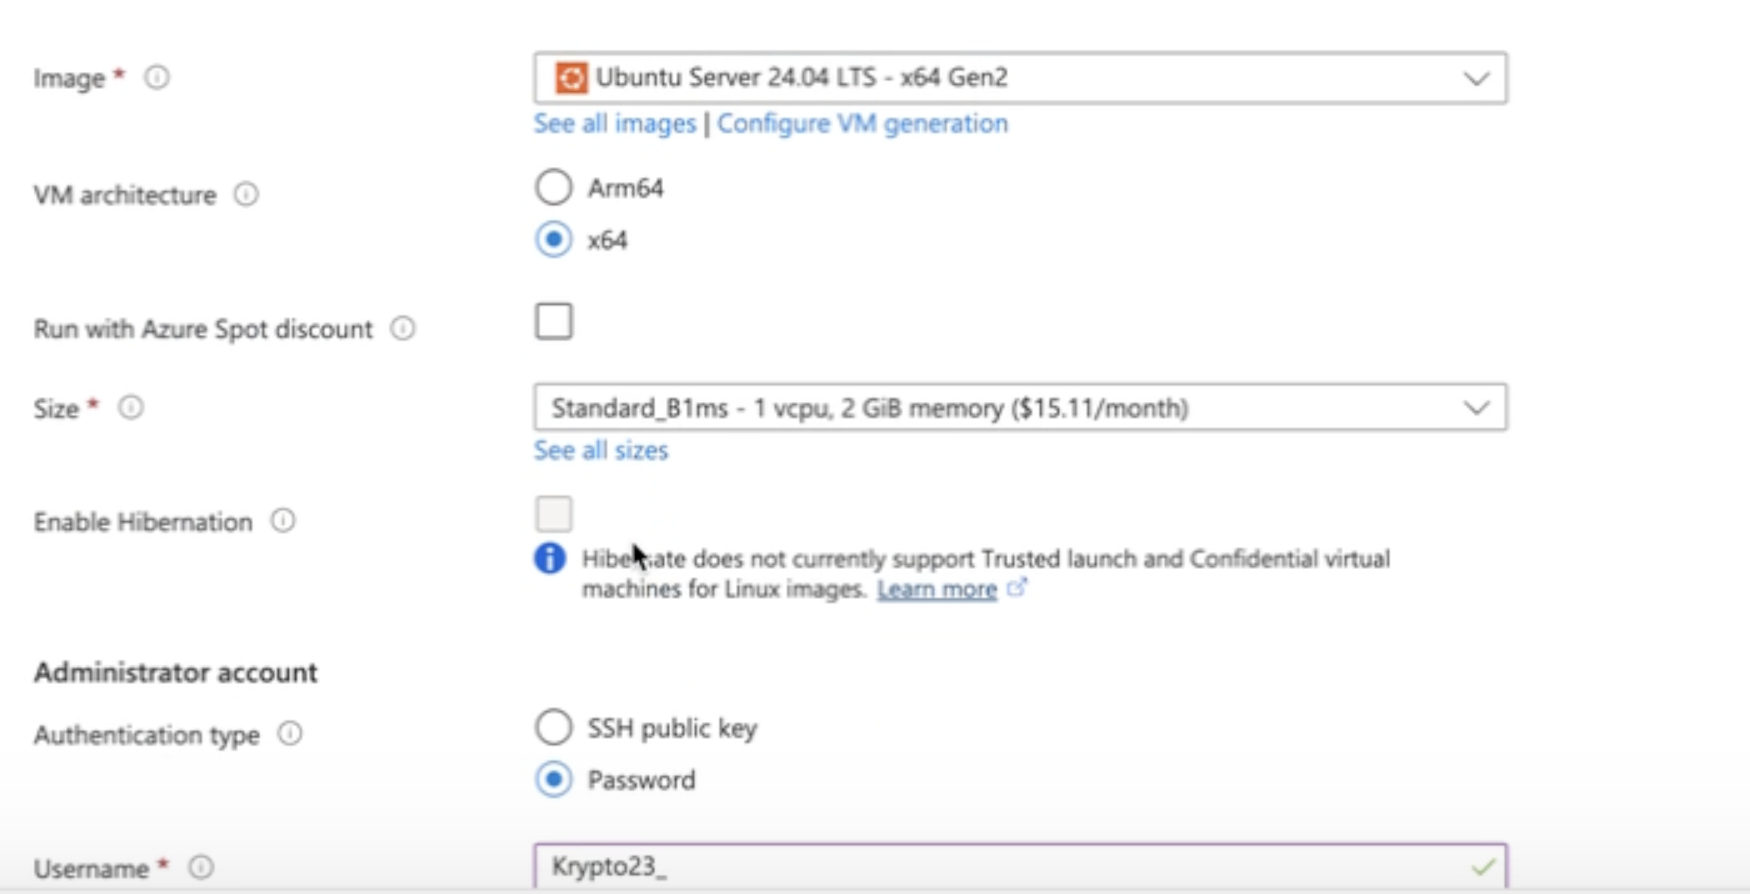 Image *
Ubuntu Server 24.04 LTS - x64 Gen2
See all images | Configure VM generation
VM architecture
Arm64
x64
Run with Azure Spot discount
Size *
Standard_B1ms - 1 vcpu, 2 GiB memory ($15.11/month)
See all sizes
Enable Hibernation
Hibernate does not currently support Trusted launch and Confidential virtual
machines for Linux images. Learn more
Administrator account
Authentication type
SSH public key
Password
Username *
Krypto23_